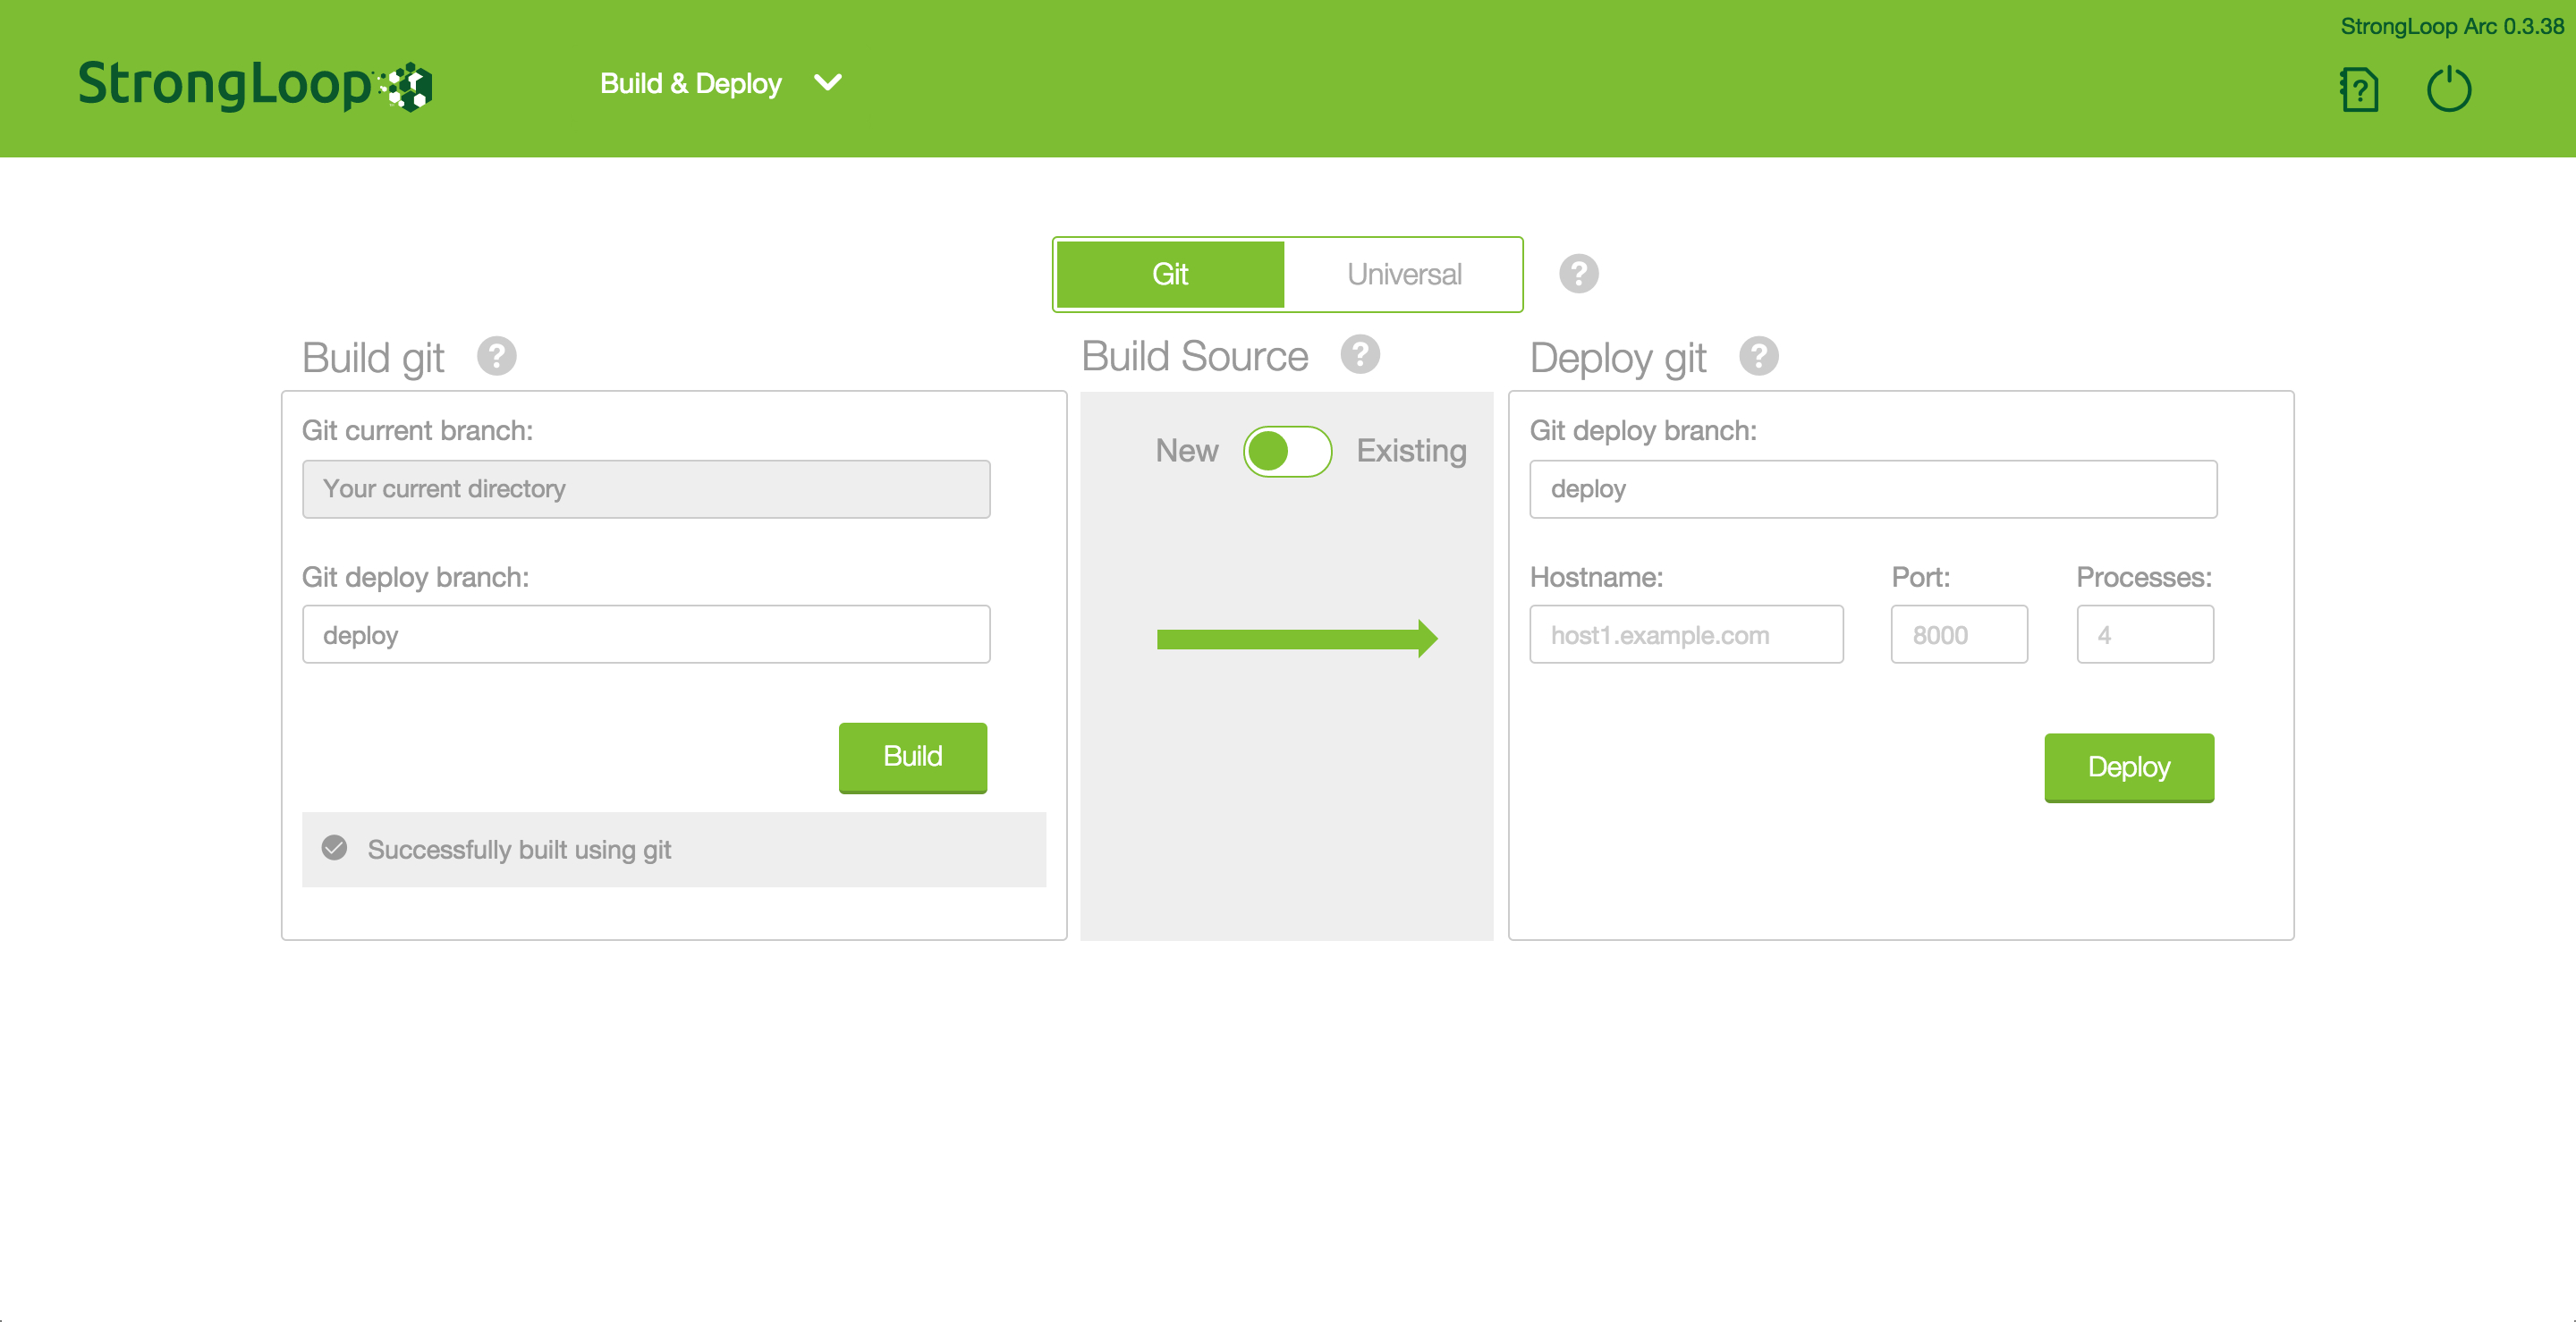 StrongLoop Arc 0.3.38
StrongLoop
Build & Deploy
?
Git
Universal
?
Build git
?
Build Source
?
Deploy git
?
Git current branch:
Your current directory
Git deploy branch:
deploy
Build
Successfully built using git
New
Existing
Git deploy branch:
deploy
Hostname:
Port:
Processes:
host1.example.com
8000
4
Deploy